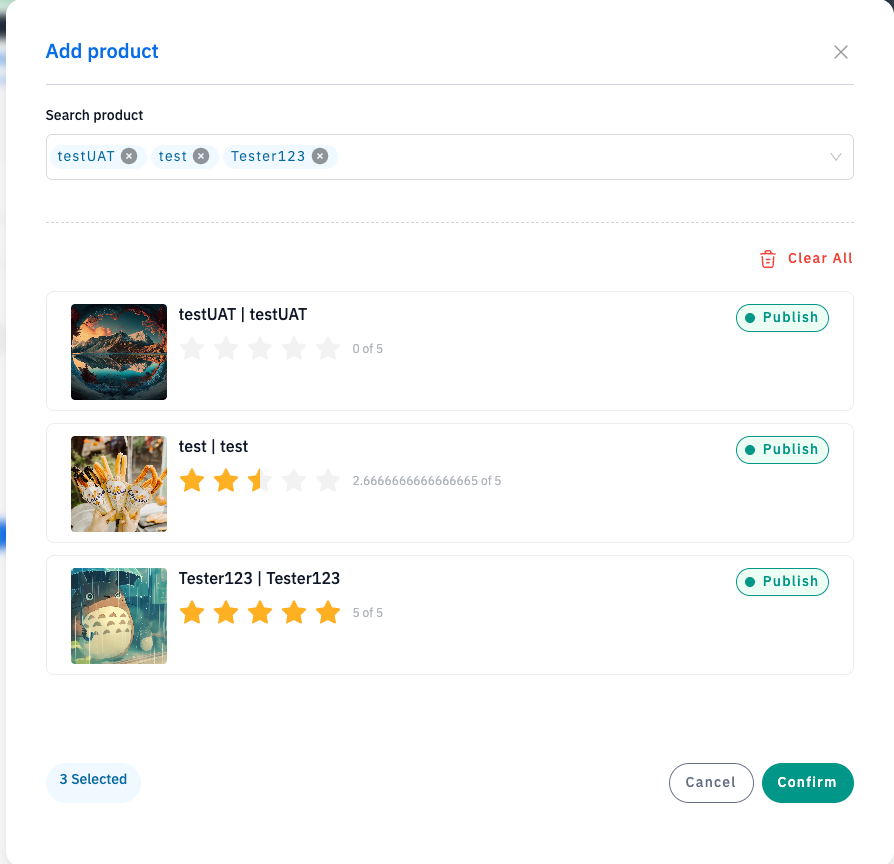 Add product
Search product
testUAT test Tester123
Clear All
testUAT | testUAT
Publish
0 of 5
test | test
Publish
2.6666666666666665 of 5
Tester123 | Tester123
Publish
5 of 5
3 Selected
Cancel
Confirm